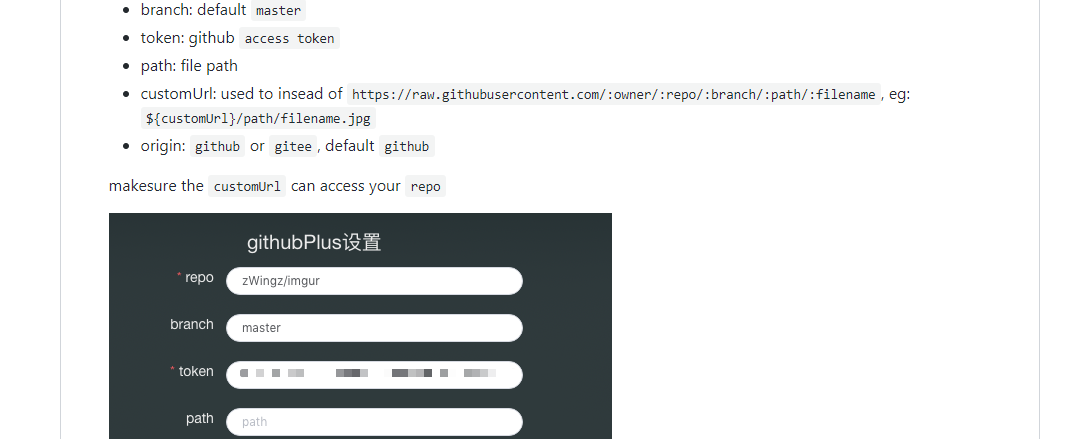 branch: default master
token: github access token
path: file path
customUrl: used to insead of https://raw.githubusercontent.com/:owner/:repo/:branch/:path/:filename , eg:
${customUrl}/path/filename.jpg
origin: github or gitee , default github
makesure the customUrl can access your repo
githubPlus设置
* repo zWingz/imgur
branch master
* token
path path